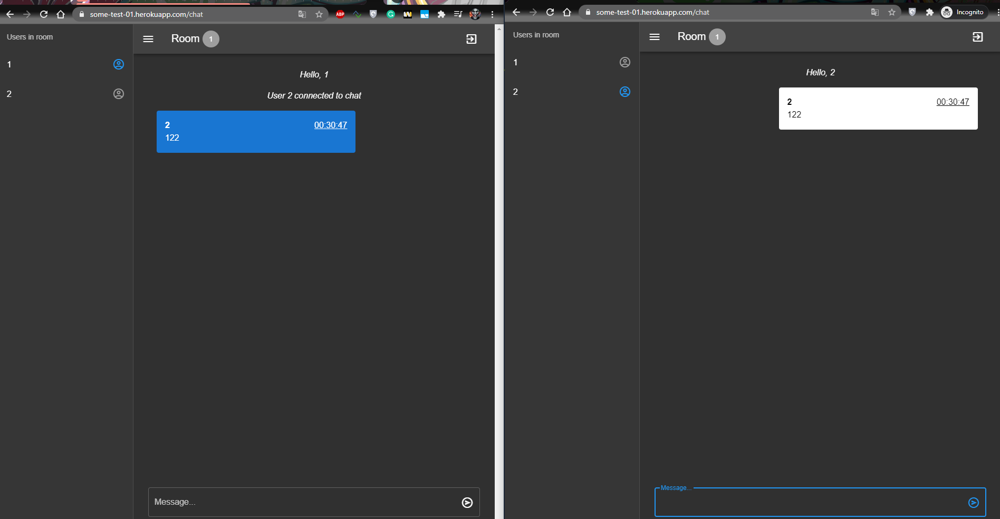 some-test-01.herokuapp.com/chat
ABP
Users in room
Room 1
1
2
Hello, 1
User 2 connected to chat
2 00:30:47
122
Message...
some-test-01.herokuapp.com/chat
Incognito
Users in room
Room 1
1
2
Hello, 2
2 00:30:47
122
Message...